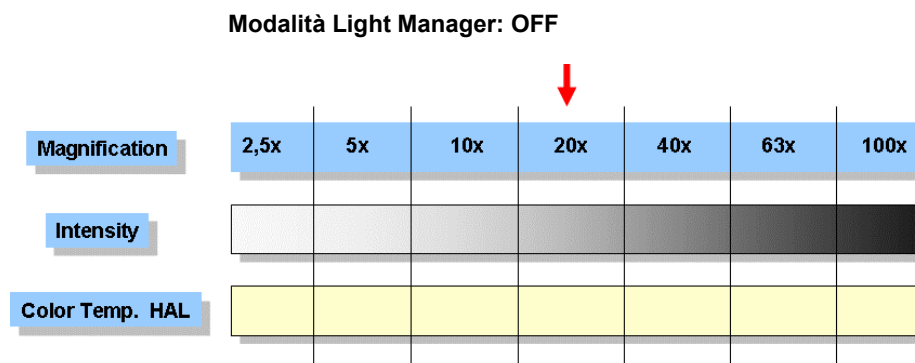 Modalità Light Manager: OFF
Magnification 2,5x 5x 10x 20x 40x 63x 100x
Intensity
Color Temp. HAL